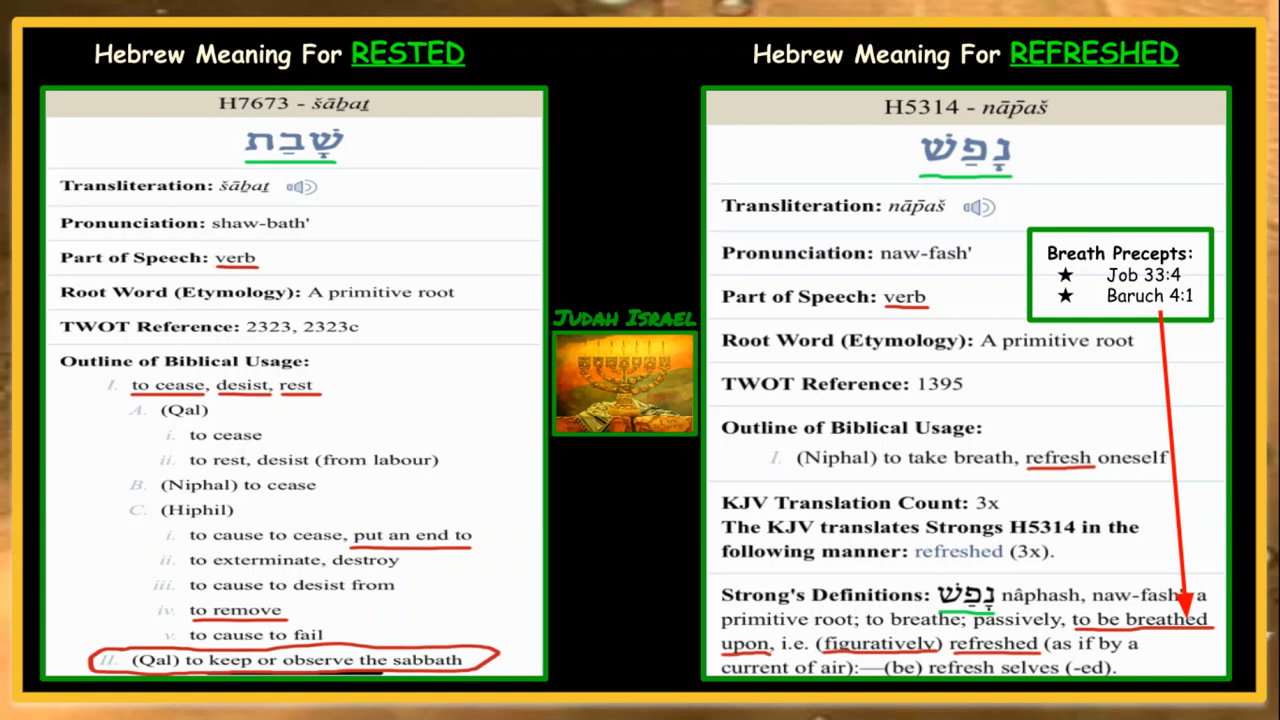 Hebrew Meaning For RESTED
H7673 - šāḇaṯ
שָׁבַת
Transliteration: šāḇaṯ
Pronunciation: shaw-bath'
Part of Speech: verb
Root Word (Etymology): A primitive root
TWOT Reference: 2323, 2323c
Outline of Biblical Usage:
I. to cease, desist, rest
A. (Qal)
i. to cease
ii. to rest, desist (from labour)
B. (Niphal) to cease
C. (Hiphil)
i. to cause to cease, put an end to
ii. to exterminate, destroy
iii. to cause to desist from
iv. to remove
v. to cause to fail
II. (Qal) to keep or observe the sabbath
Judah Israel
Hebrew Meaning For REFRESHED
H5314 - nāp̄aš
נָפַשׁ
Transliteration: nāp̄aš
Pronunciation: naw-fash'
Part of Speech: verb
Root Word (Etymology): A primitive root
TWOT Reference: 1395
Outline of Biblical Usage:
I. (Niphal) to take breath, refresh oneself
KJV Translation Count: 3x
The KJV translates Strongs H5314 in the
following manner: refreshed (3x).
Strong's Definitions: נָפַשׁ nâphash, naw-fash'; a
primitive root; to breathe; passively, to be breathed
upon, i.e. (figuratively) refreshed (as if by a
current of air):—(be) refresh selves (-ed).
Breath Precepts:
★ Job 33:4
★ Baruch 4:1